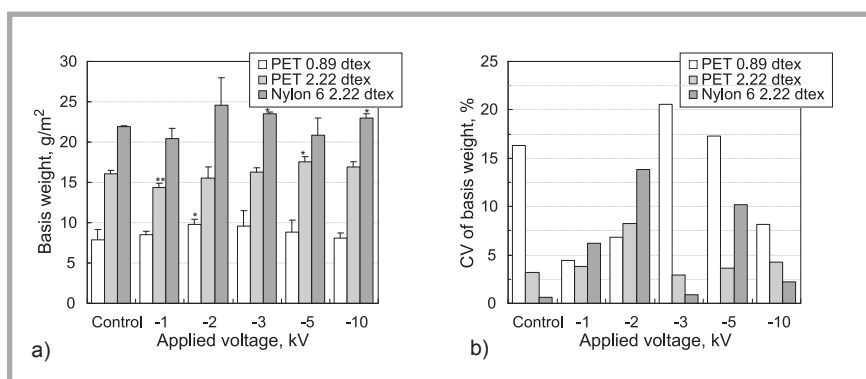 PET 0.89 dtex
PET 2.22 dtex
Nylon 6 2.22 dtex
Basis weight, g/m²
30
25
20
15
10
5
0
**
*
*
*
*
Control -1 -2 -3 -5 -10
Applied voltage, kV
a)
PET 0.89 dtex
PET 2.22 dtex
Nylon 6 2.22 dtex
CV of basis weight, %
25
20
15
10
5
0
Control -1 -2 -3 -5 -10
Applied voltage, kV
b)